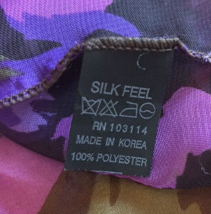 SILK FEEL
RN 103114
MADE IN KOREA
100% POLYESTER